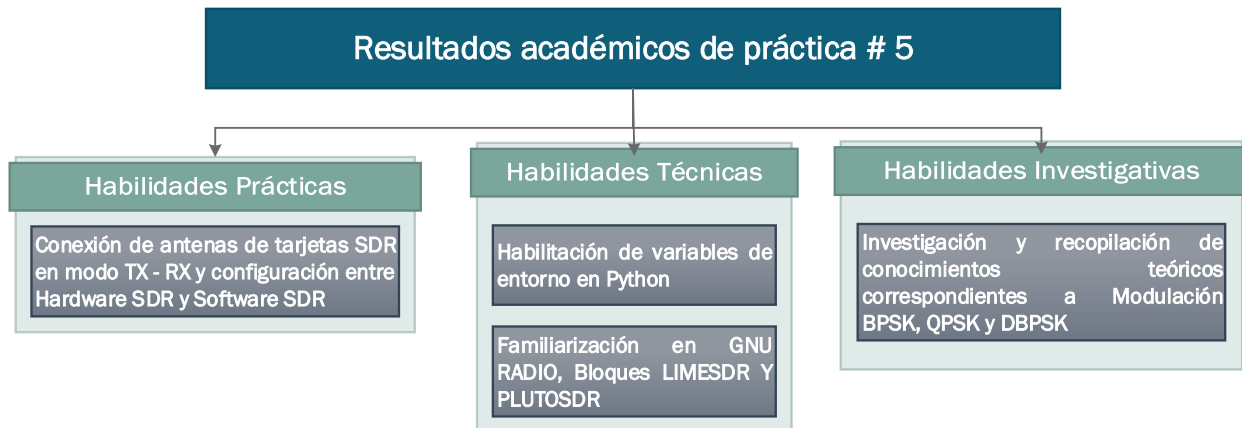 Resultados académicos de práctica # 5
Habilidades Prácticas
Conexión de antenas de tarjetas SDR
en modo TX - RX y configuración entre
Hardware SDR y Software SDR
Habilidades Técnicas
Habilitación de variables de
entorno en Python
Familiarización en GNU
RADIO, Bloques LIMESDR Y
PLUTOSDR
Habilidades Investigativas
Investigación y recopilación de
conocimientos teóricos
correspondientes a Modulación
BPSK, QPSK y DBPSK